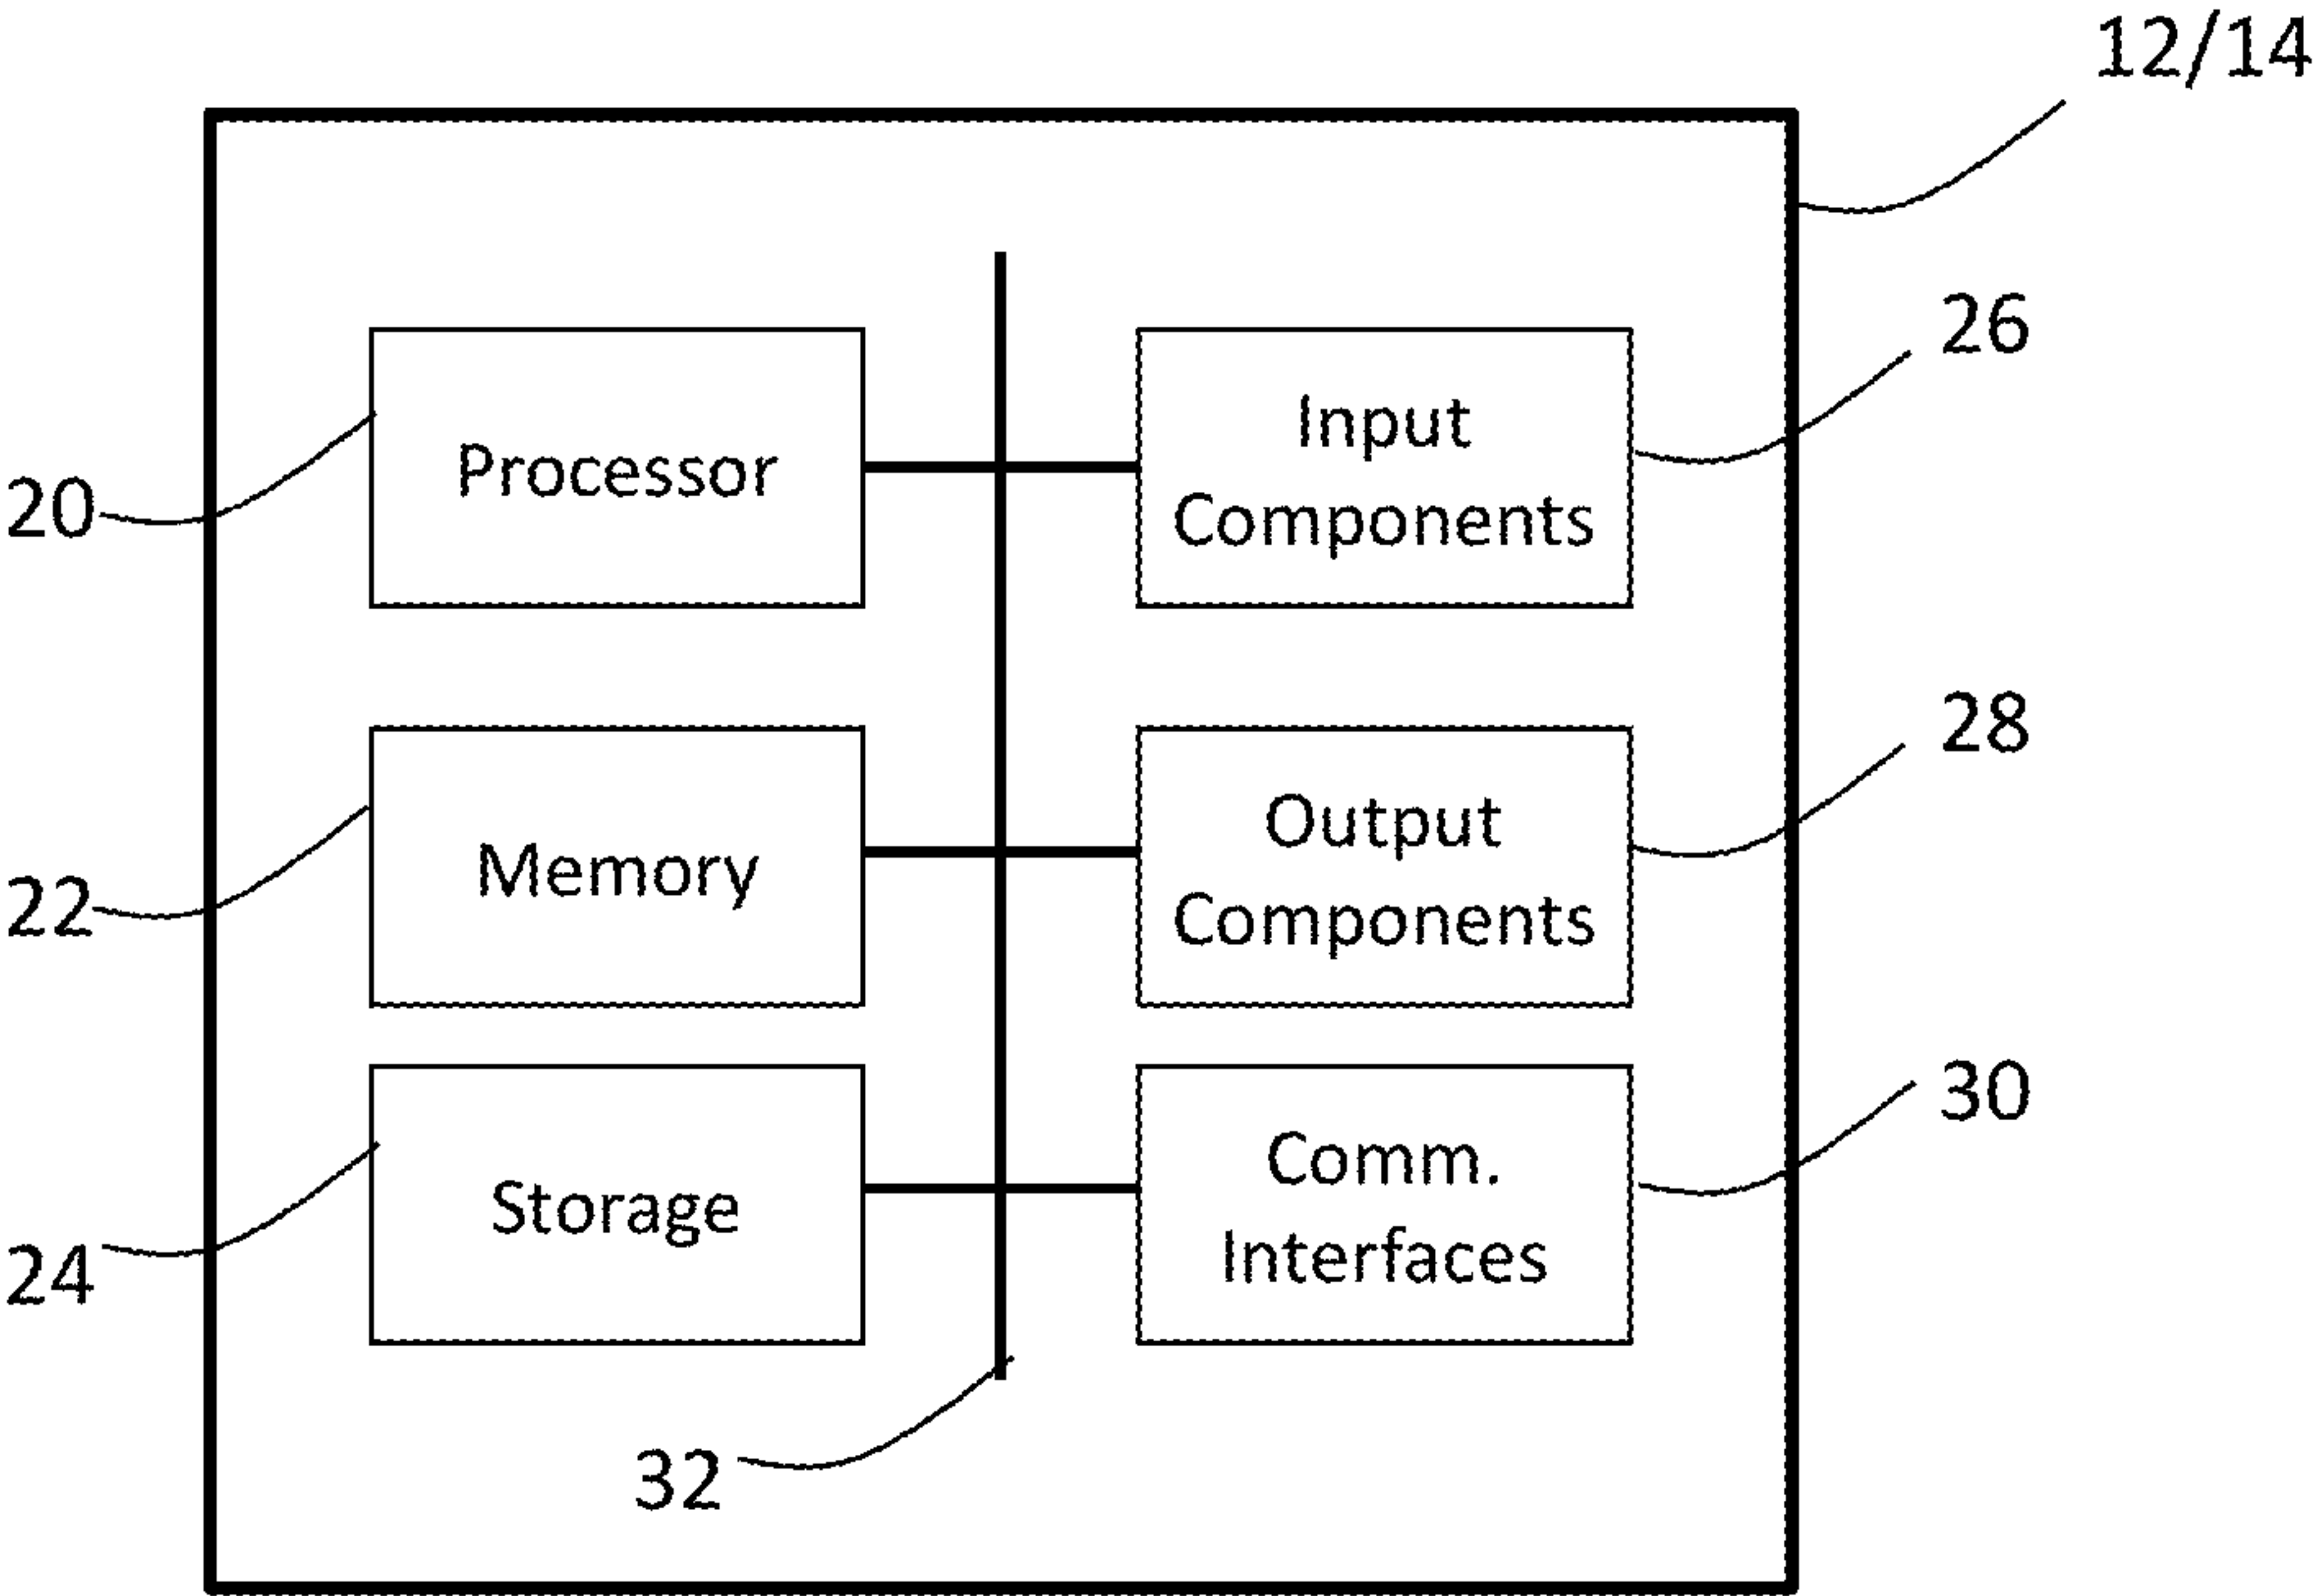 12/14
26
Input
Components
Processor
20
28
Output
Components
Memory
22
30
Comm.
Interfaces
Storage
24
32